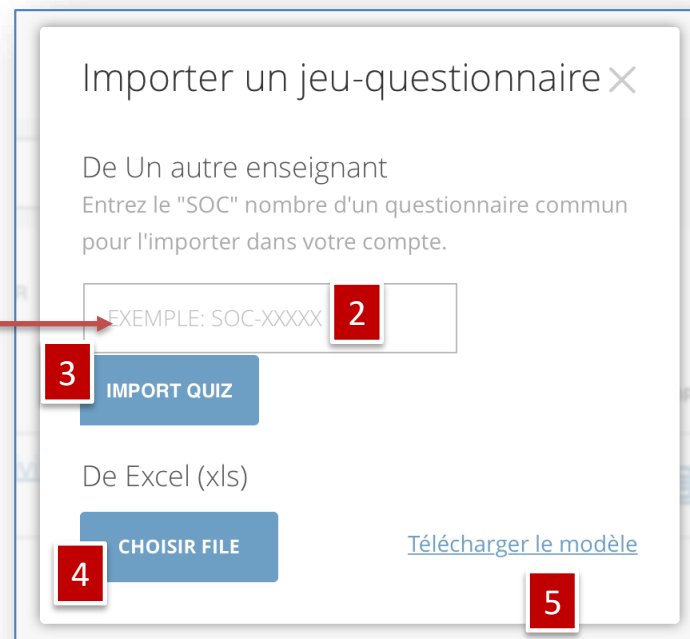 Importer un jeu-questionnaire
De Un autre enseignant
Entrez le "SOC" nombre d'un questionnaire commun
pour l'importer dans votre compte.
EXEMPLE: SOC-XXXXX 2
3
IMPORT QUIZ
De Excel (xls)
CHOISIR FILE Télécharger le modèle
4
5